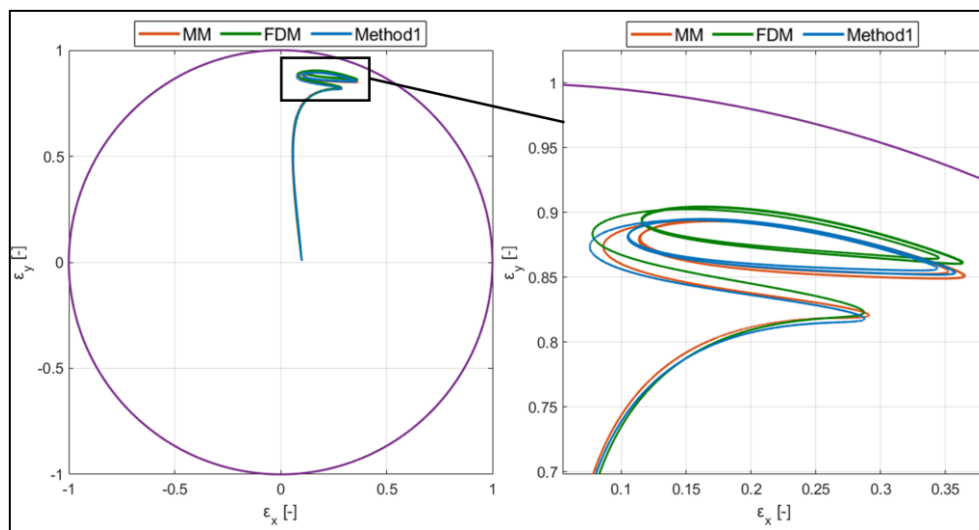 MM FDM Method1
1
0.5
0
-0.5
-1
-1 -0.5 0 0.5 1
ε_y [-]
ε_x [-]
MM FDM Method1
1
0.95
0.9
0.85
0.8
0.75
0.7
0.1 0.15 0.2 0.25 0.3 0.35
ε_y [-]
ε_x [-]